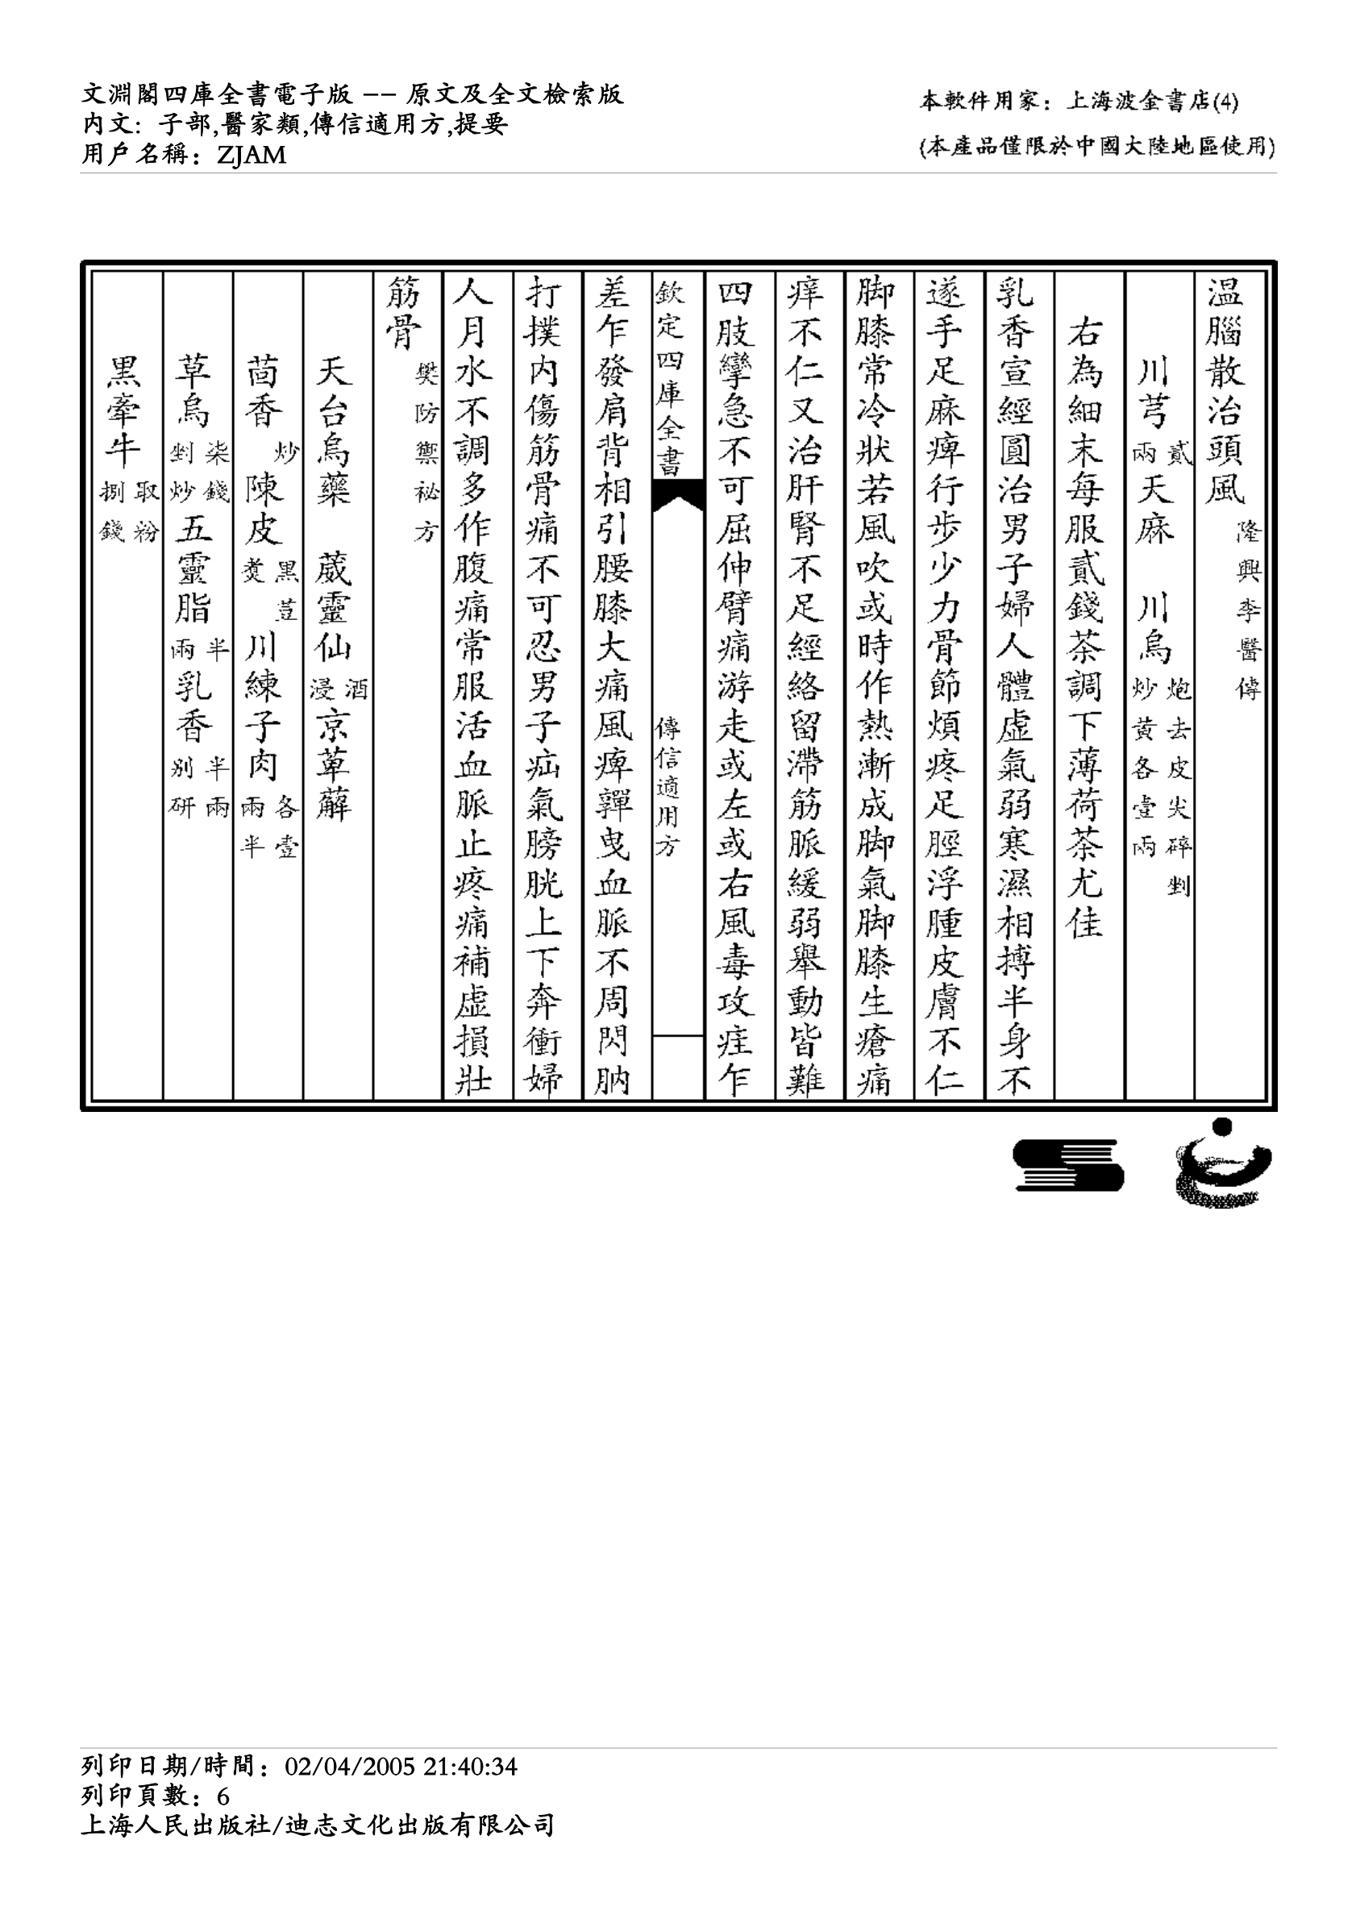 文淵閣四庫全書電子版 -- 原文及全文檢索版
內文: 子部,醫家類,傳信適用方,提要
用戶名稱: ZJAM
本軟件用家: 上海波金書店(4)
(本產品僅限於中國大陸地區使用)
溫腦散治頭風隆興李醫傳
川芎貳兩天麻 川烏炮去皮尖碎剉炒黃各壹兩
右為細末每服貳錢茶調下薄荷茶尤佳
乳香宣經圓治男子婦人體虛氣弱寒濕相搏半身不
遂手足麻痺行步少力骨節煩疼足脛浮腫皮膚不仁
脚膝常冷狀若風吹或時作熱漸成脚氣脚膝生瘡痛
痒不仁又治肝腎不足經絡留滯筋脈緩弱舉動皆難
四肢攣急不可屈伸臂痛游走或左或右風毒攻疰乍
欽定四庫全書 傳信適用方
差乍發肩背相引腰膝大痛風痺軃曳血脈不周閃肭
打撲內傷筋骨痛不可忍男子疝氣膀胱上下奔衝婦
人月水不調多作腹痛常服活血脈止疼痛補虛損壯
筋骨樊防禦祕方
天台烏藥 葳靈仙酒浸京萆薢
茴香炒陳皮黑荳煑川練子肉各壹兩半
草烏柒錢剉炒五靈脂半兩乳香半兩别研
黑牽牛取粉捌錢
列印日期/時間: 02/04/2005 21:40:34
列印頁數: 6
上海人民出版社/迪志文化出版有限公司